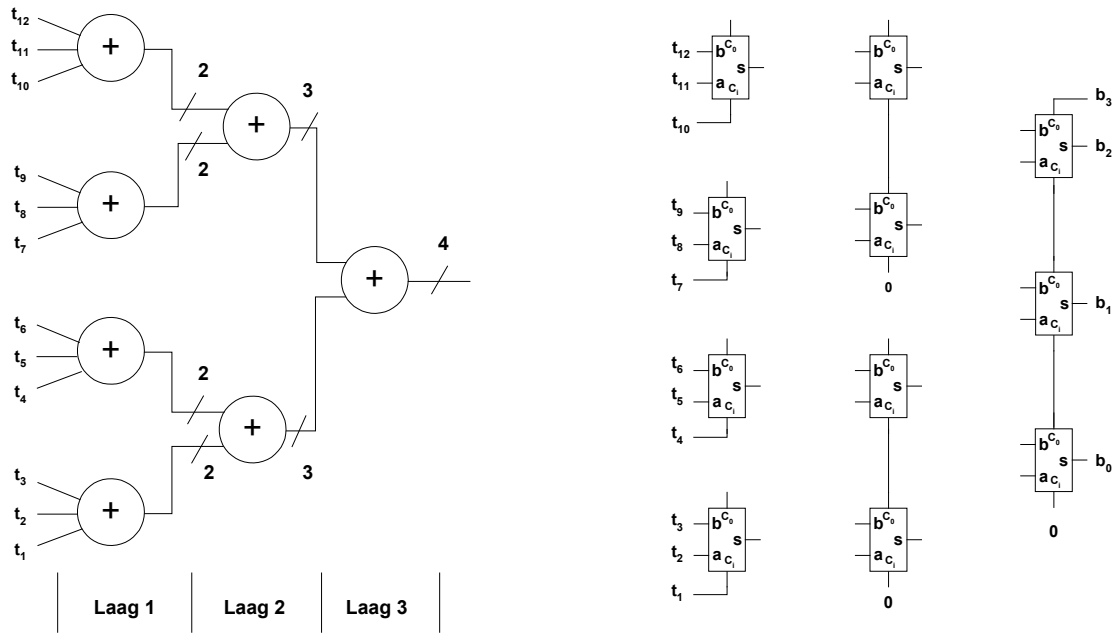 t12
t11
t10
+
2
3
+
2
t9
t8
t7
+
4
+
t6
t5
t4
+
2
+
2
3
t3
t2
t1
+
Laag 1
Laag 2
Laag 3
t12 b C0
s
t11 a Ci
t10
b C0
s
a Ci
t9 b C0
s
t8 a Ci
t7
b C0
s
a Ci
0
t6 b C0
s
t5 a Ci
t4
b C0
s
a Ci
t3 b C0
s
t2 a Ci
t1
b C0
s
a Ci
0
b3
b C0
s b2
a Ci
b C0
s b1
a Ci
b C0
s b0
a Ci
0